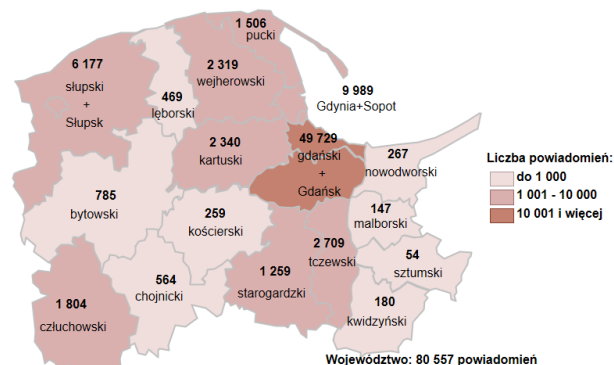 1 506
pucki
6 177
słupski
+
Słupsk
469
lęborski
2 319
wejherowski
9 989
Gdynia+Sopot
2 340
kartuski
49 729
gdański
+
Gdańsk
267
nowodworski
785
bytowski
259
kościerski
147
malborski
54
sztumski
1 804
człuchowski
564
chojnicki
1 259
starogardzki
2 709
tczewski
180
kwidzyński
Liczba powiadomień:
do 1 000
1 001 - 10 000
10 001 i więcej
Województwo: 80 557 powiadomień